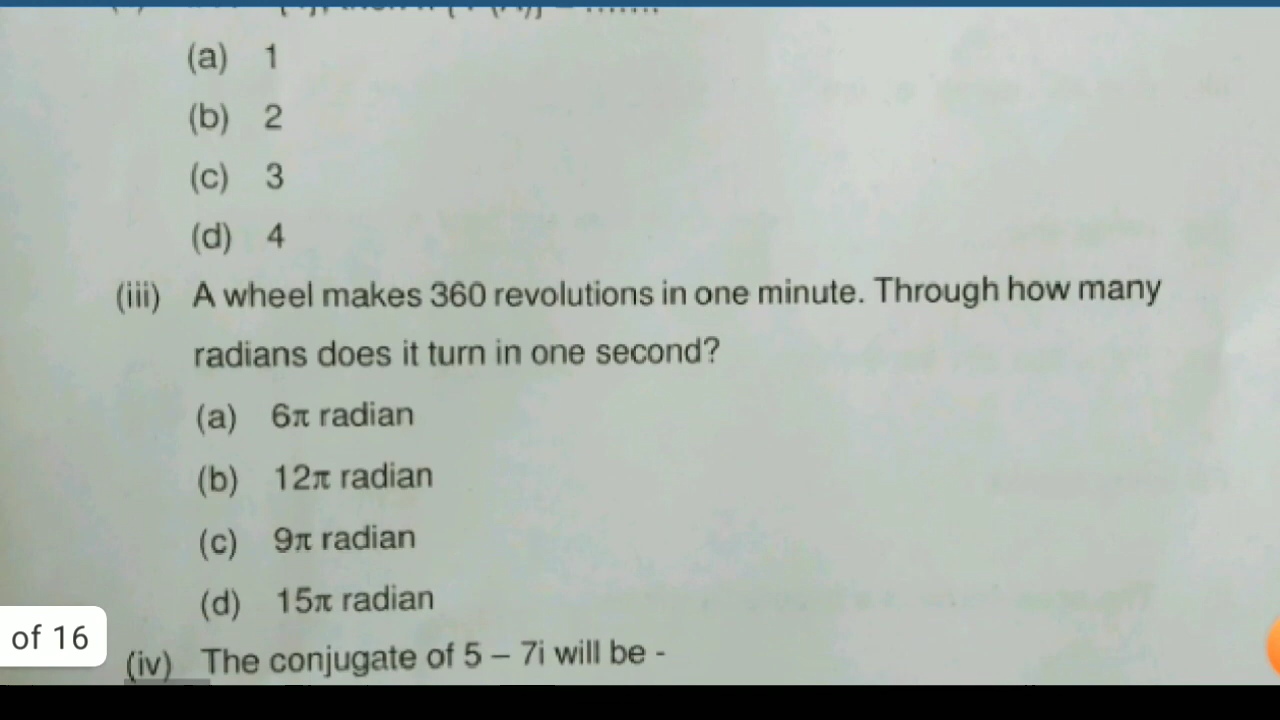 (a) 1
(b) 2
(c) 3
(d) 4
(iii) A wheel makes 360 revolutions in one minute. Through how many
radians does it turn in one second?
(a) 6π radian
(b) 12π radian
(c) 9π radian
(d) 15π radian
of 16
(iv) The conjugate of 5 – 7i will be -